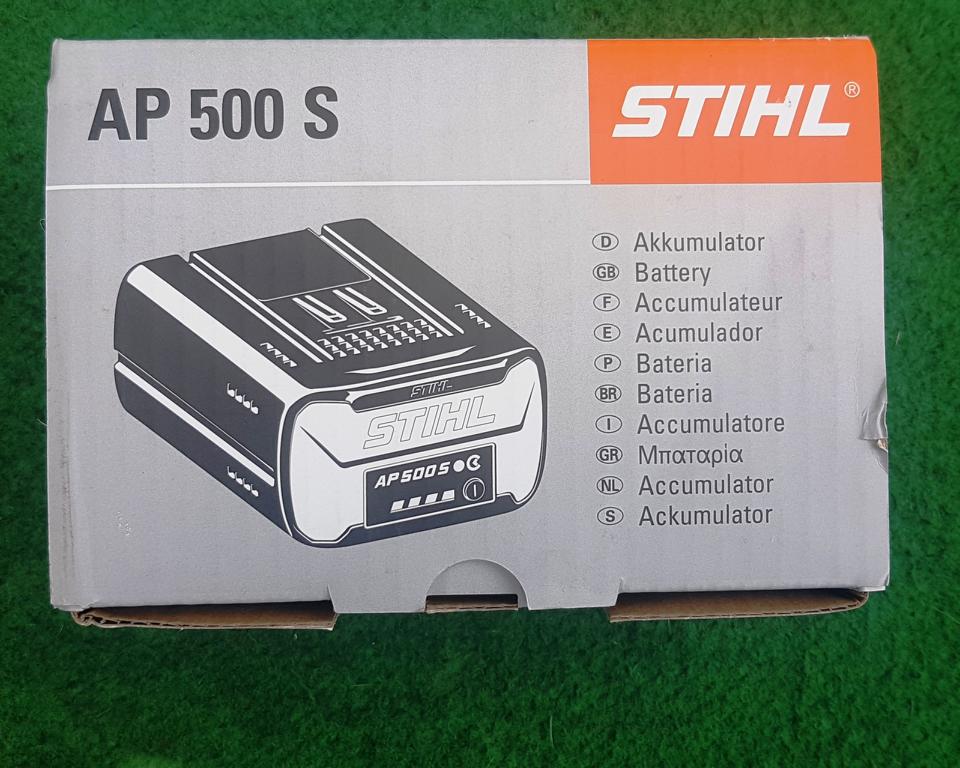 AP 500 S
STIHL®
D Akkumulator
GB Battery
F Accumulateur
E Acumulador
P Bateria
BR Bateria
I Accumulatore
GR Μπαταρία
NL Accumulator
S Ackumulator
STIHL
STIHL
AP 500 S